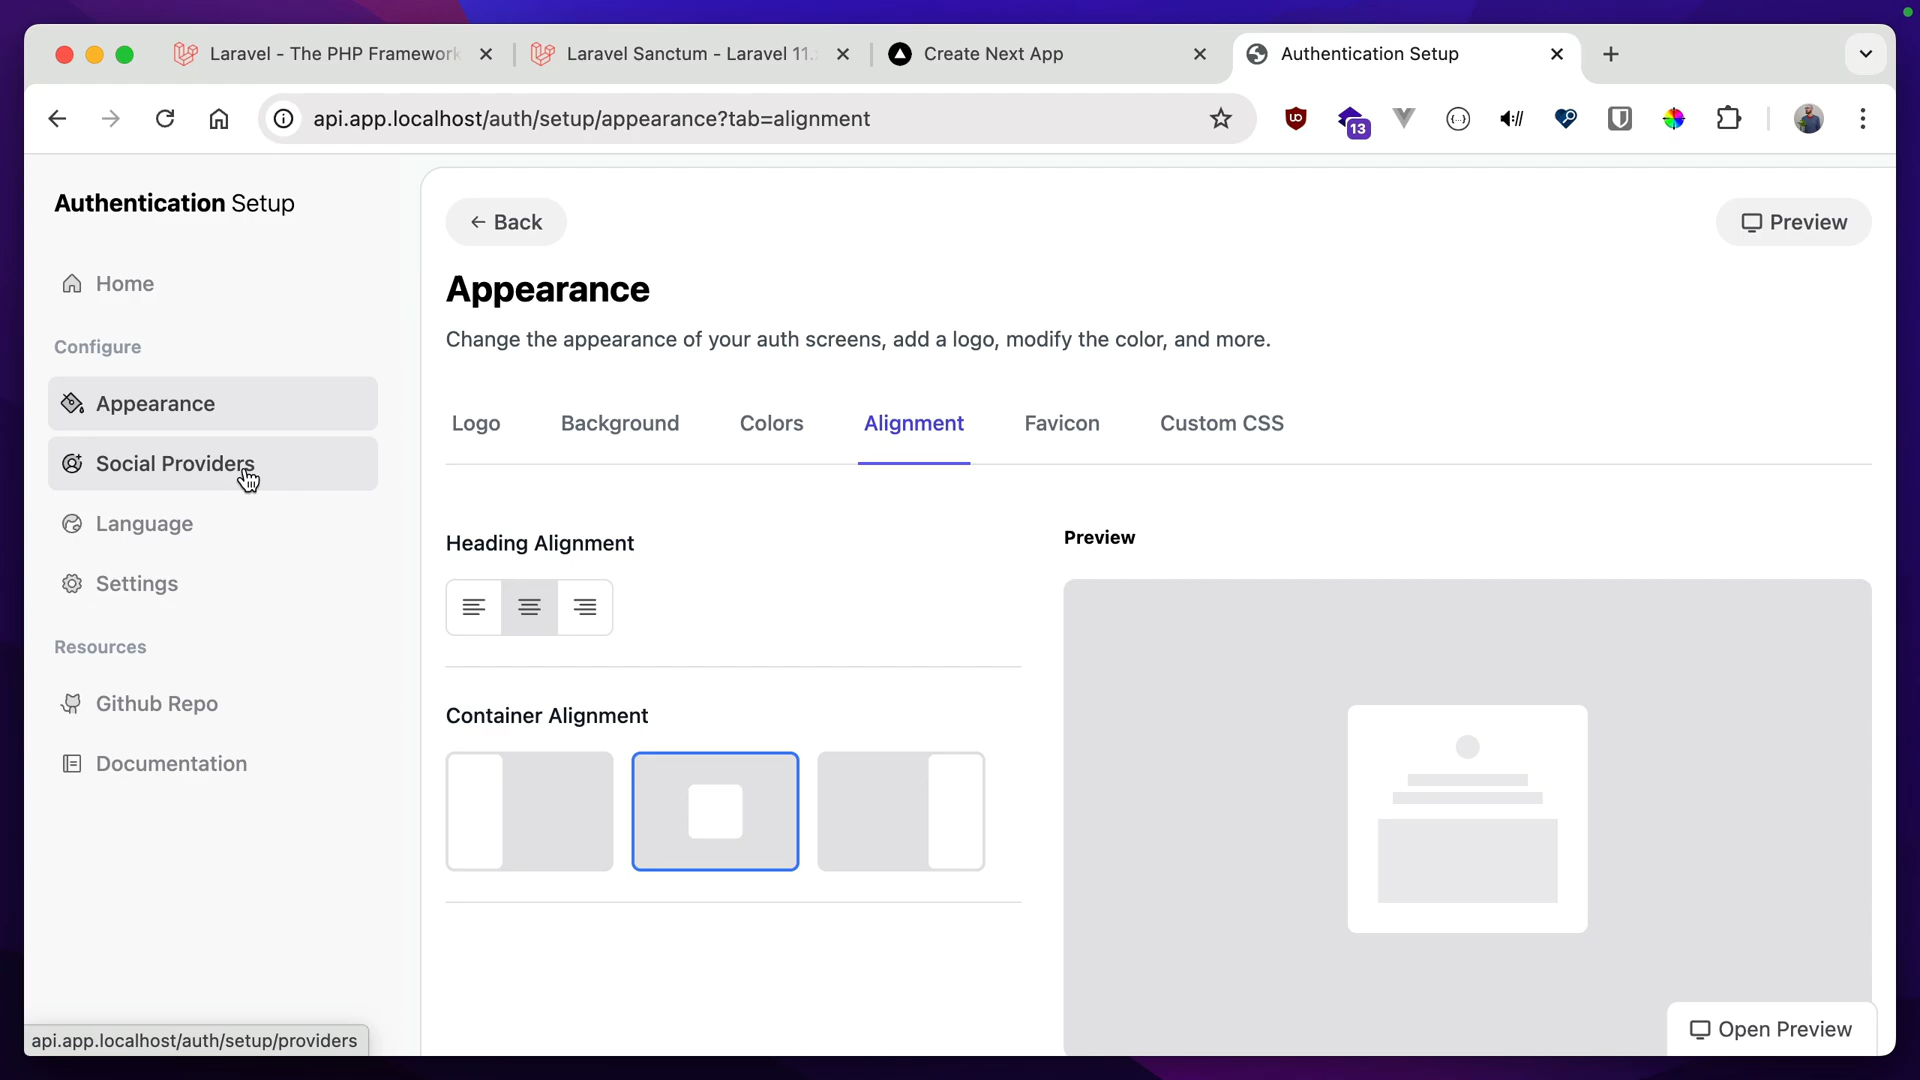 Laravel - The PHP Framework
Laravel Sanctum - Laravel 11.
Create Next App
Authentication Setup
api.app.localhost/auth/setup/appearance?tab=alignment
13
Authentication Setup
Home
Configure
Appearance
Social Providers
Language
Settings
Resources
Github Repo
Documentation
← Back
Preview
Appearance
Change the appearance of your auth screens, add a logo, modify the color, and more.
Logo
Background
Colors
Alignment
Favicon
Custom CSS
Heading Alignment
Container Alignment
Preview
Open Preview
api.app.localhost/auth/setup/providers